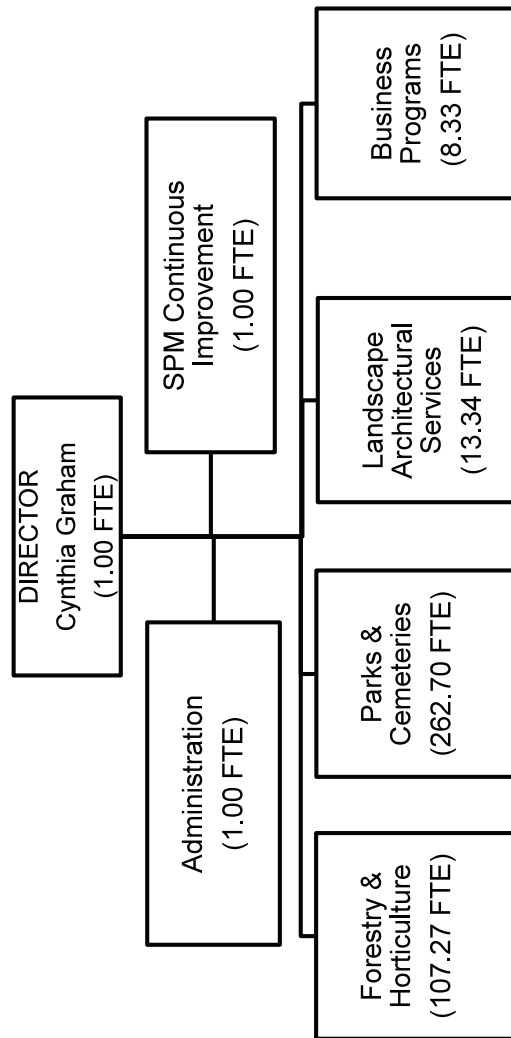 DIRECTOR
Cynthia Graham
(1.00 FTE)
Administration
(1.00 FTE)
SPM Continuous
Improvement
(1.00 FTE)
Forestry &
Horticulture
(107.27 FTE)
Parks &
Cemeteries
(262.70 FTE)
Landscape
Architectural
Services
(13.34 FTE)
Business
Programs
(8.33 FTE)